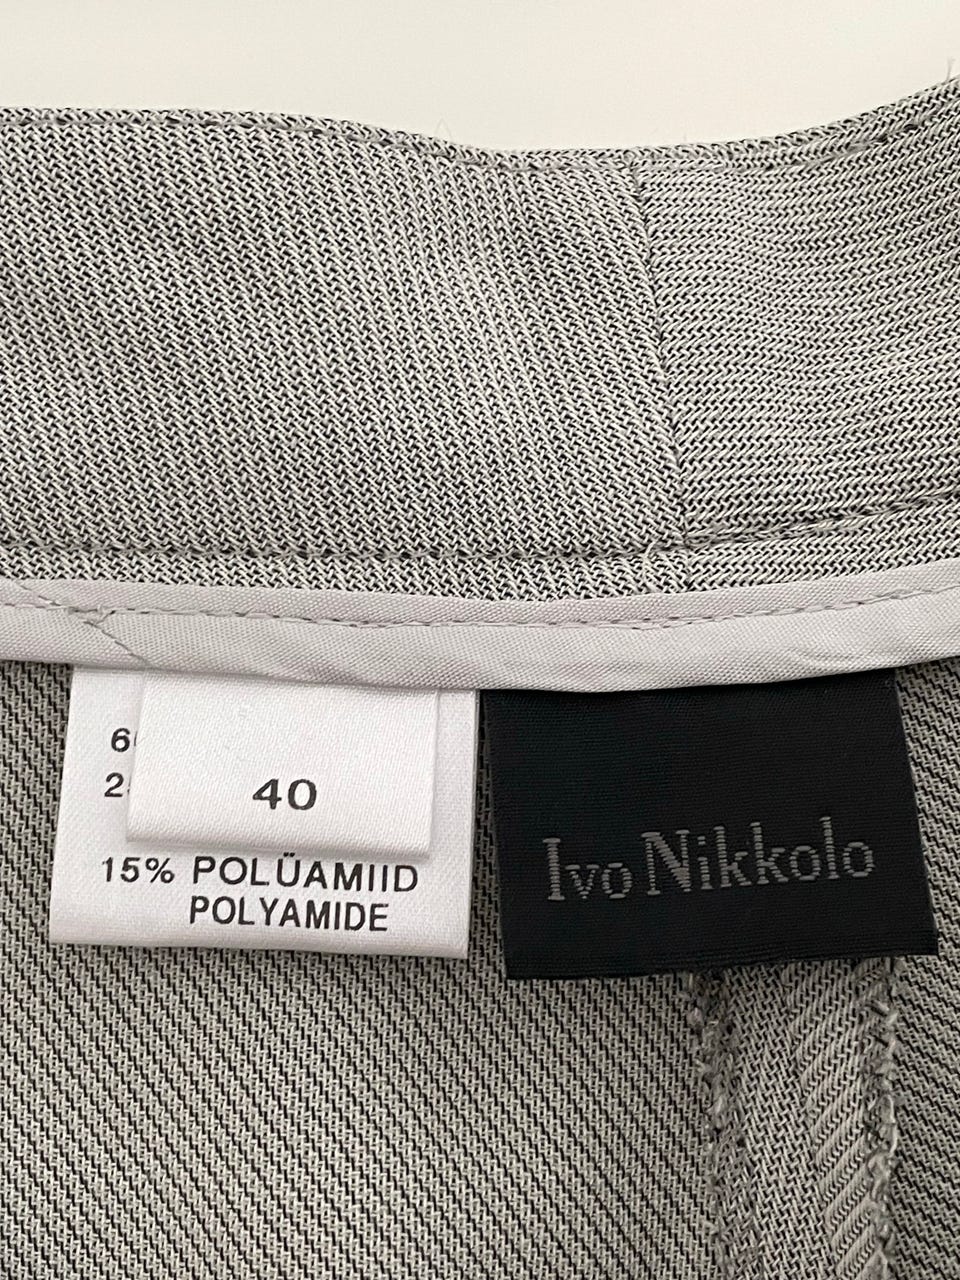 40
15% POLÜAMIID
POLYAMIDE
Ivo Nikkolo